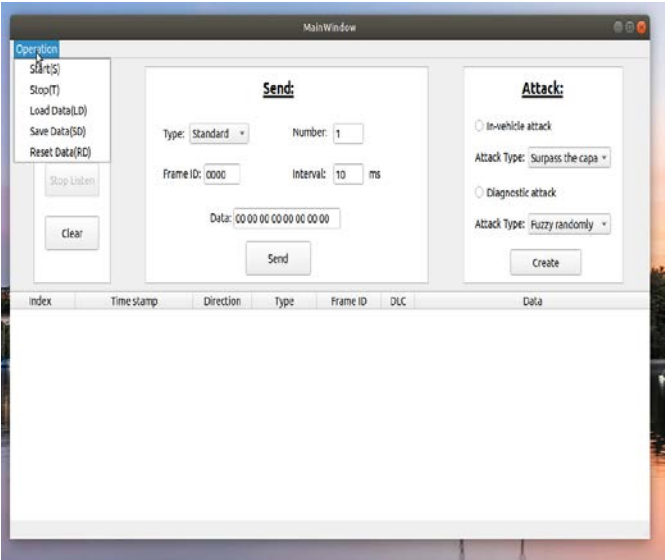 MainWindow
Operation
Start(S)
Stop(T)
Load Data(LD)
Save Data(SD)
Reset Data(RD)
Stop Listen
Clear
Send:
Type: Standard Number: 1
Frame ID: 0000 Interval: 10 ms
Data: 00 00 00 00 00 00 00 00
Send
Attack:
In-vehicle attack
Attack Type: Surpass the capa
Diagnostic attack
Attack Type: Fuzzy randomly
Create
Index Time stamp Direction Type Frame ID DLC Data